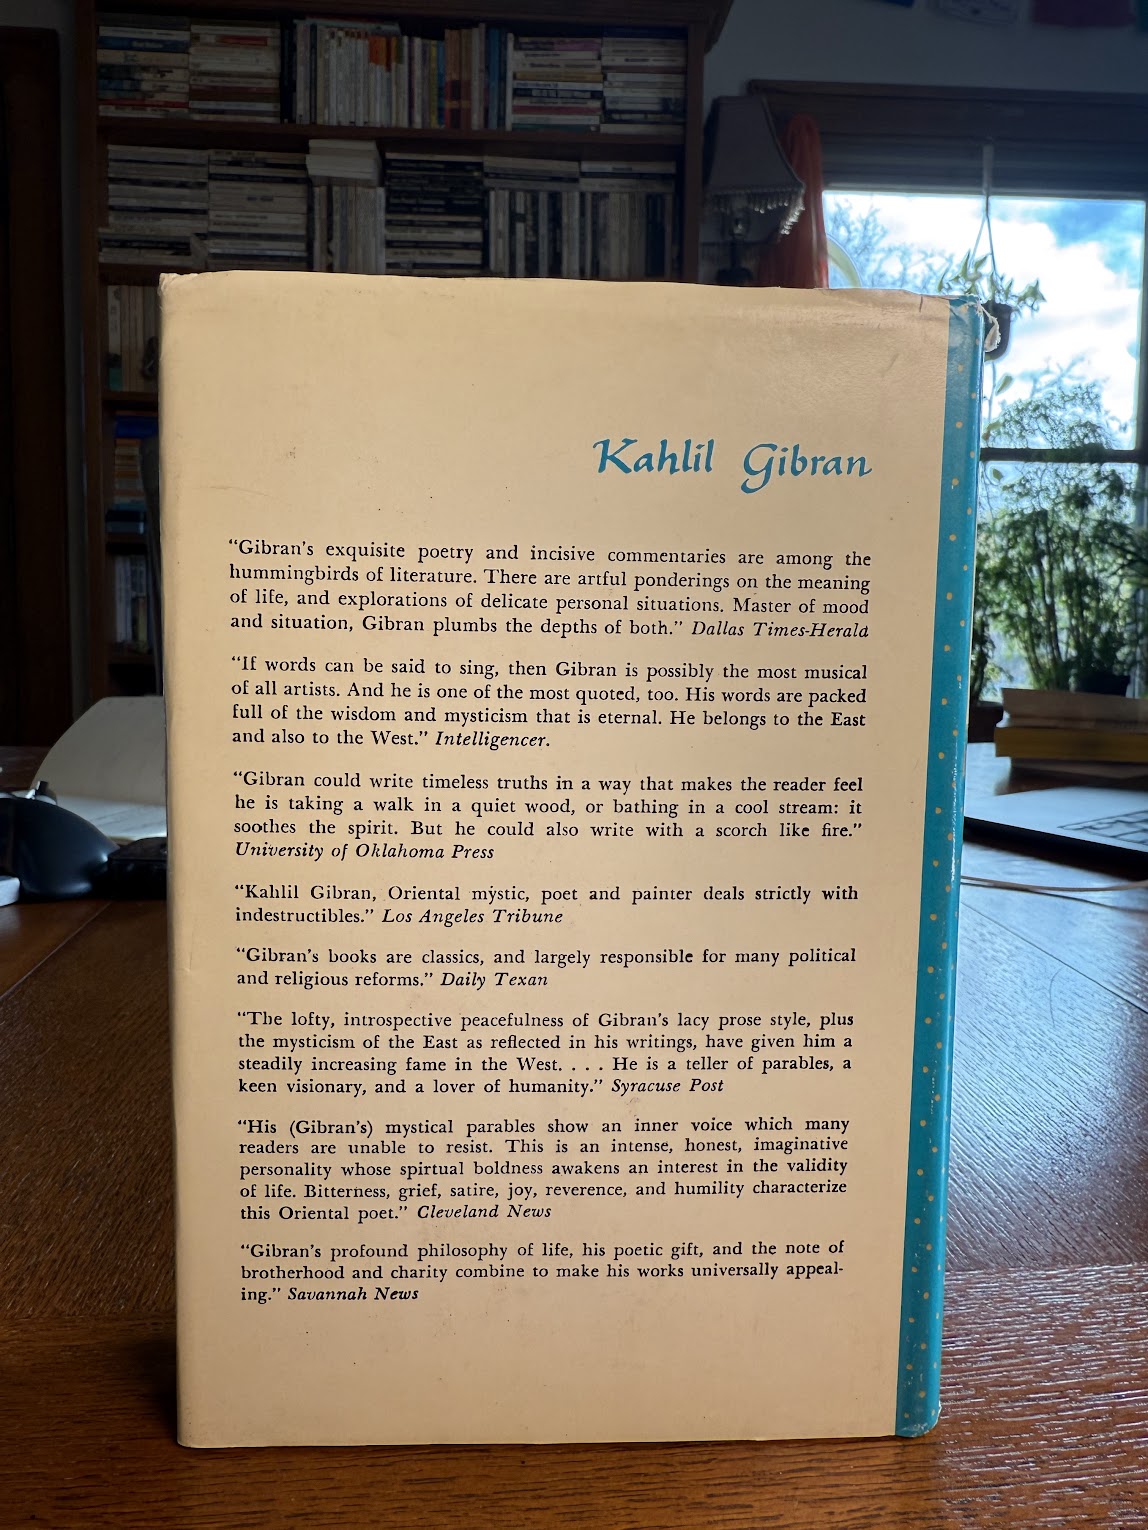 Kahlil Gibran
“Gibran’s exquisite poetry and incisive commentaries are among the
hummingbirds of literature. There are artful ponderings on the meaning
of life, and explorations of delicate personal situations. Master of mood
and situation, Gibran plumbs the depths of both.” Dallas Times-Herald
“If words can be said to sing, then Gibran is possibly the most musical
of all artists. And he is one of the most quoted, too. His words are packed
full of the wisdom and mysticism that is eternal. He belongs to the East
and also to the West.” Intelligencer.
“Gibran could write timeless truths in a way that makes the reader feel
he is taking a walk in a quiet wood, or bathing in a cool stream: it
soothes the spirit. But he could also write with a scorch like fire.”
University of Oklahoma Press
“Kahlil Gibran, Oriental mystic, poet and painter deals strictly with
indestructibles.” Los Angeles Tribune
“Gibran’s books are classics, and largely responsible for many political
and religious reforms.” Daily Texan
“The lofty, introspective peacefulness of Gibran’s lacy prose style, plus
the mysticism of the East as reflected in his writings, have given him a
steadily increasing fame in the West. . . . He is a teller of parables, a
keen visionary, and a lover of humanity.” Syracuse Post
“His (Gibran’s) mystical parables show an inner voice which many
readers are unable to resist. This is an intense, honest, imaginative
personality whose spirtual boldness awakens an interest in the validity
of life. Bitterness, grief, satire, joy, reverence, and humility characterize
this Oriental poet.” Cleveland News
“Gibran’s profound philosophy of life, his poetic gift, and the note of
brotherhood and charity combine to make his works universally appeal-
ing.” Savannah News